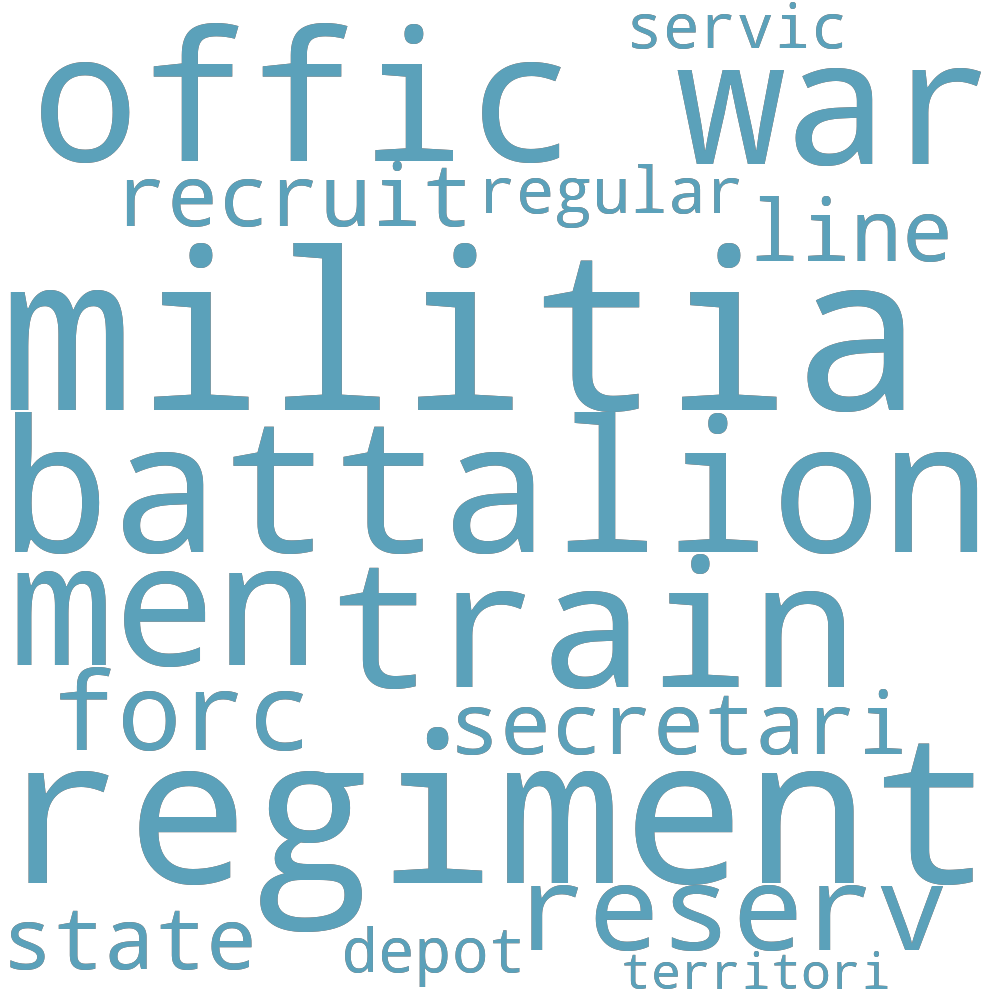 servic
offic war
recruit regular
line
militia
battalion
men train
forc secretari
regiment
reserv
state depot
territori